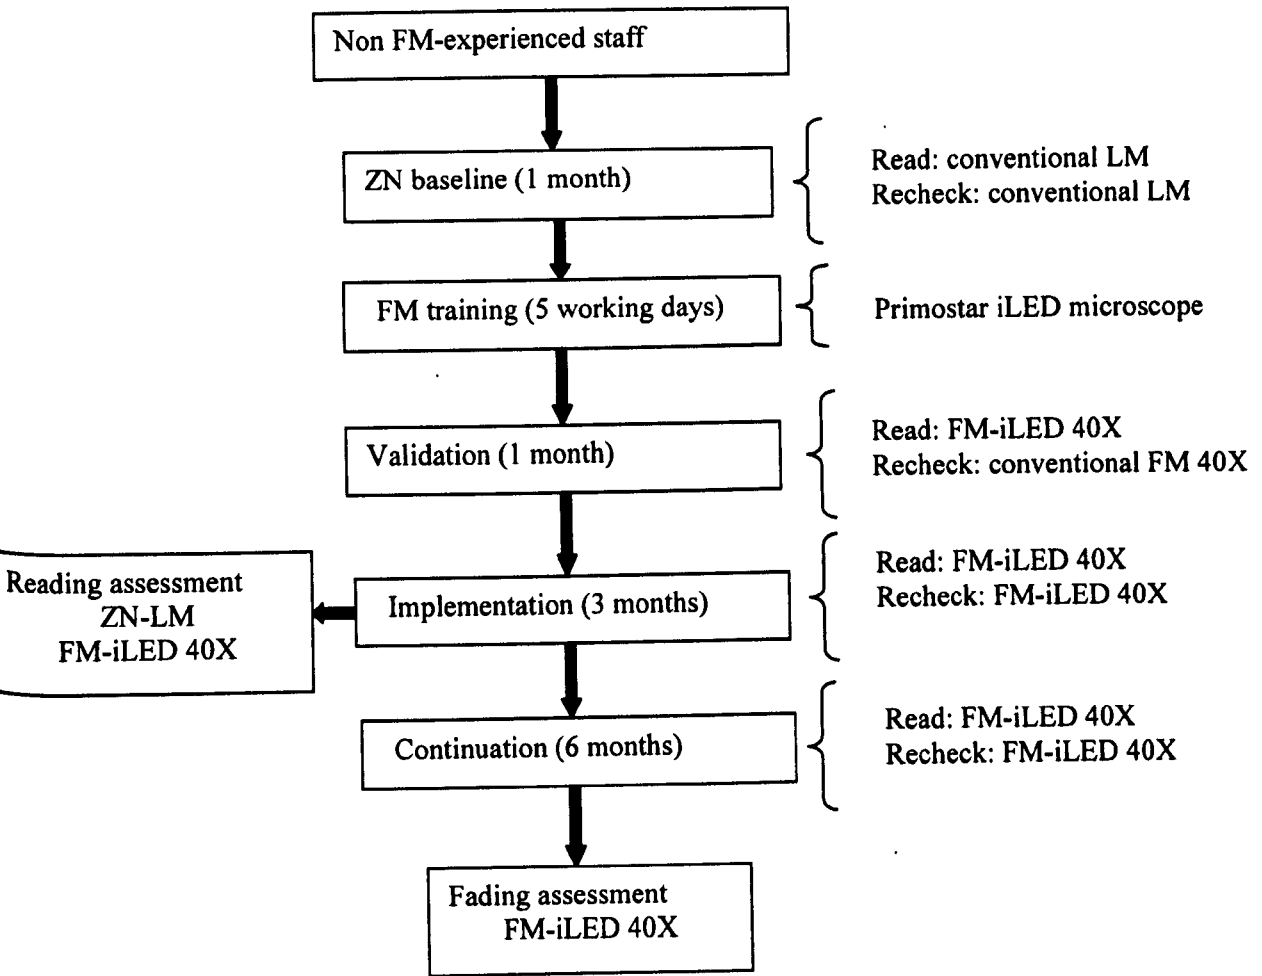 Non FM-experienced staff
ZN baseline (1 month)
Read: conventional LM
Recheck: conventional LM
FM training (5 working days)
Primostar iLED microscope
Validation (1 month)
Read: FM-iLED 40X
Recheck: conventional FM 40X
Reading assessment
ZN-LM
FM-iLED 40X
Implementation (3 months)
Read: FM-iLED 40X
Recheck: FM-iLED 40X
Continuation (6 months)
Read: FM-iLED 40X
Recheck: FM-iLED 40X
Fading assessment
FM-iLED 40X